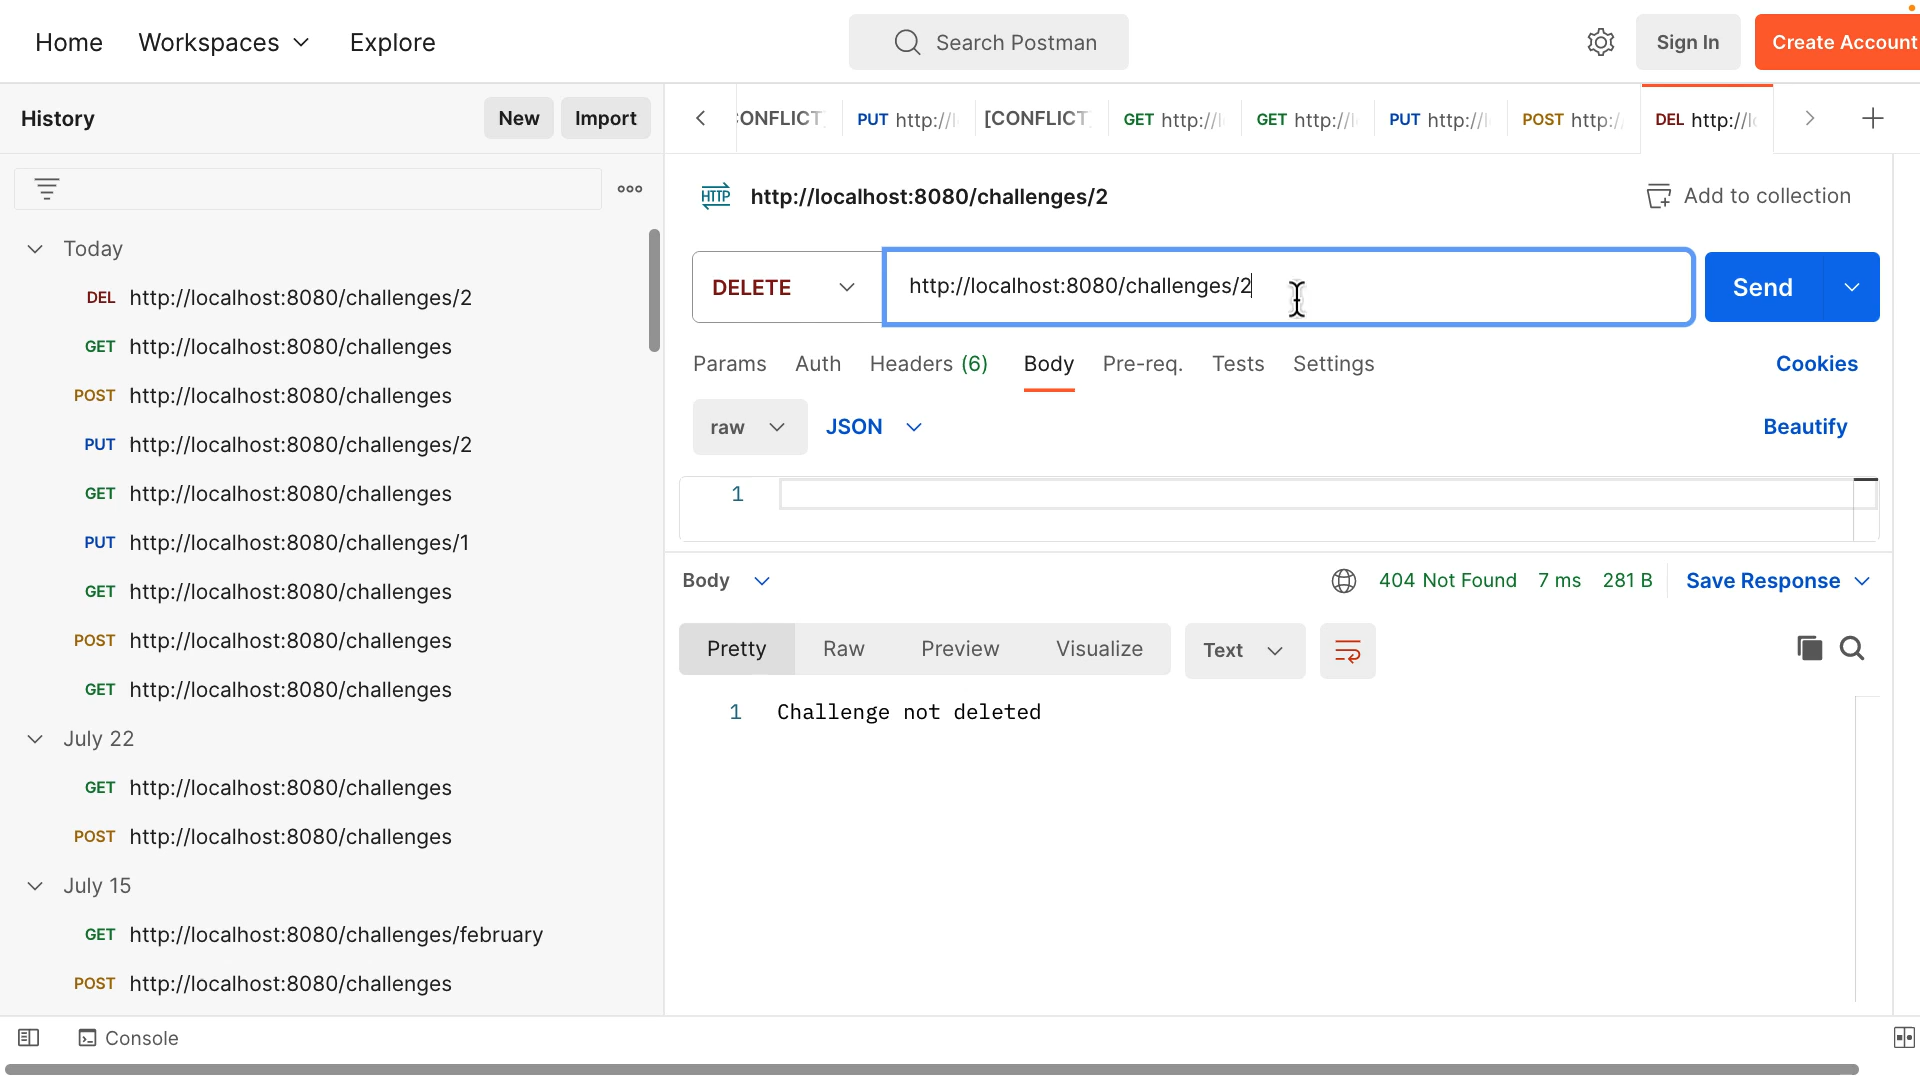 Home Workspaces Explore Search Postman Sign In Create Account
History New Import
PUT http://l [CONFLICT] GET http://l GET http://l PUT http://l POST http:/ DEL http://l
http://localhost:8080/challenges/2 Add to collection
DELETE http://localhost:8080/challenges/2 Send
Params Auth Headers (6) Body Pre-req. Tests Settings Cookies
raw JSON Beautify
1
Body 404 Not Found 7 ms 281 B Save Response
Pretty Raw Preview Visualize Text
1 Challenge not deleted
Today
DEL http://localhost:8080/challenges/2
GET http://localhost:8080/challenges
POST http://localhost:8080/challenges
PUT http://localhost:8080/challenges/2
GET http://localhost:8080/challenges
PUT http://localhost:8080/challenges/1
GET http://localhost:8080/challenges
POST http://localhost:8080/challenges
GET http://localhost:8080/challenges
July 22
GET http://localhost:8080/challenges
POST http://localhost:8080/challenges
July 15
GET http://localhost:8080/challenges/february
POST http://localhost:8080/challenges
Console